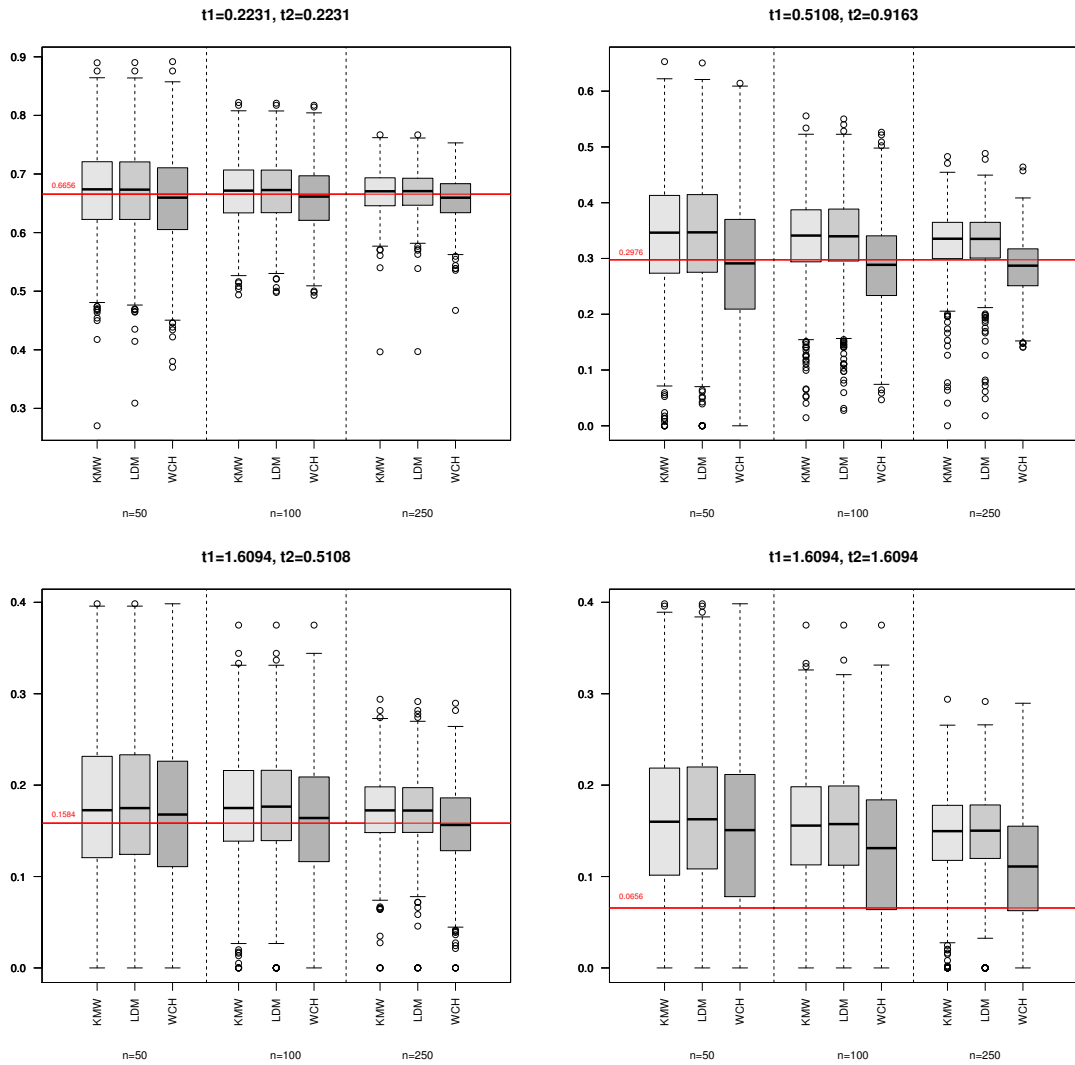 t1=0.2231, t2=0.2231
0.9
0.8
0.7
0.6
0.5
0.4
0.3
0.6656
KMW
LDM
WCH
KMW
LDM
WCH
KMW
LDM
WCH
n=50
n=100
n=250
t1=0.5108, t2=0.9163
0.6
0.5
0.4
0.3
0.2
0.1
0.0
0.2976
KMW
LDM
WCH
KMW
LDM
WCH
KMW
LDM
WCH
n=50
n=100
n=250
t1=1.6094, t2=0.5108
0.4
0.3
0.2
0.1
0.0
0.1584
KMW
LDM
WCH
KMW
LDM
WCH
KMW
LDM
WCH
n=50
n=100
n=250
t1=1.6094, t2=1.6094
0.4
0.3
0.2
0.1
0.0
0.0656
KMW
LDM
WCH
KMW
LDM
WCH
KMW
LDM
WCH
n=50
n=100
n=250